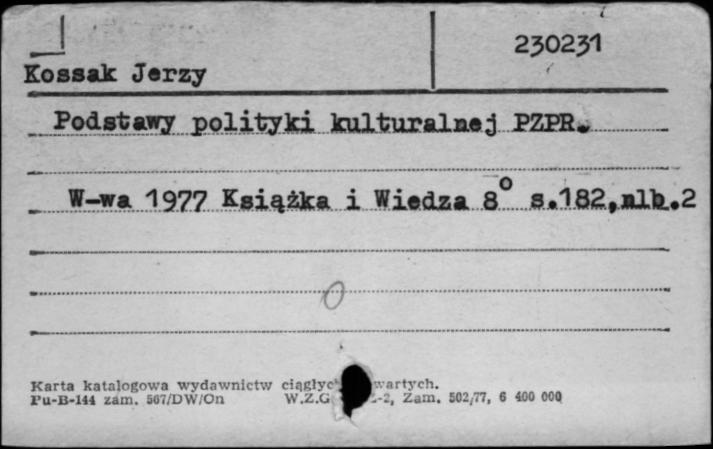 230231
Kossak Jerzy
Podstawy polityki kulturalnej PZPR.
W-wa 1977 Książka i Wiedza 8° s.182,nlb.2
Karta katalogowa wydawnictw
Pu-B-144 zam. 567/DW/On W.Z.G -2, Zam. 502/77, 6 400 000